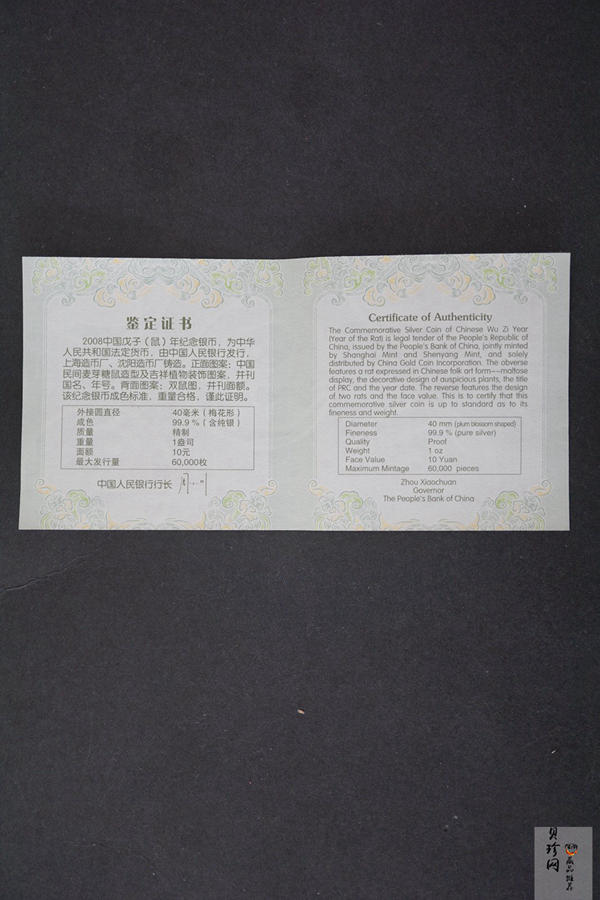 鉴定证书
2008中国戊子（鼠）年纪念银币，为中华
人民共和国法定货币，由中国人民银行发行，
上海造币厂、沈阳造币厂铸造。正面图案：中国
民间麦芽糖鼠造型及吉祥植物装饰图案，并刊
国名、年号。背面图案：双鼠图，并刊面额。
该纪念银币成色标准，重量合格，谨此证明。
外接圆直径 40毫米（梅花形）
成色 99.9％（含纯银）
质量 精制
重量 1盎司
面额 10元
最大发行量 60,000枚
中国人民银行行长
Certificate of Authenticity
The Commemorative Silver Coin of Chinese Wu Zi Year
(Year of the Rat) is legal tender of the People's Republic of
China, issued by the People's Bank of China, jointly minted
by Shanghai Mint and Shenyang Mint, and solely
distributed by China Gold Coin Incorporation. The obverse
features a rat expressed in Chinese folk art form---maltose
display, the decorative design of auspicious plants, the title
of PRC and the year date. The reverse features the design
of two rats and the face value. This is to certify that this
commemorative silver coin is up to standard as to its
fineness and weight.
Diameter 40 mm (plum blossom shaped)
Fineness 99.9 % (pure silver)
Quality Proof
Weight 1 oz
Face Value 10 Yuan
Maximum Mintage 60,000 pieces
Zhou Xiaochuan
Governor
The People's Bank of China
贝珍网
藏品推荐